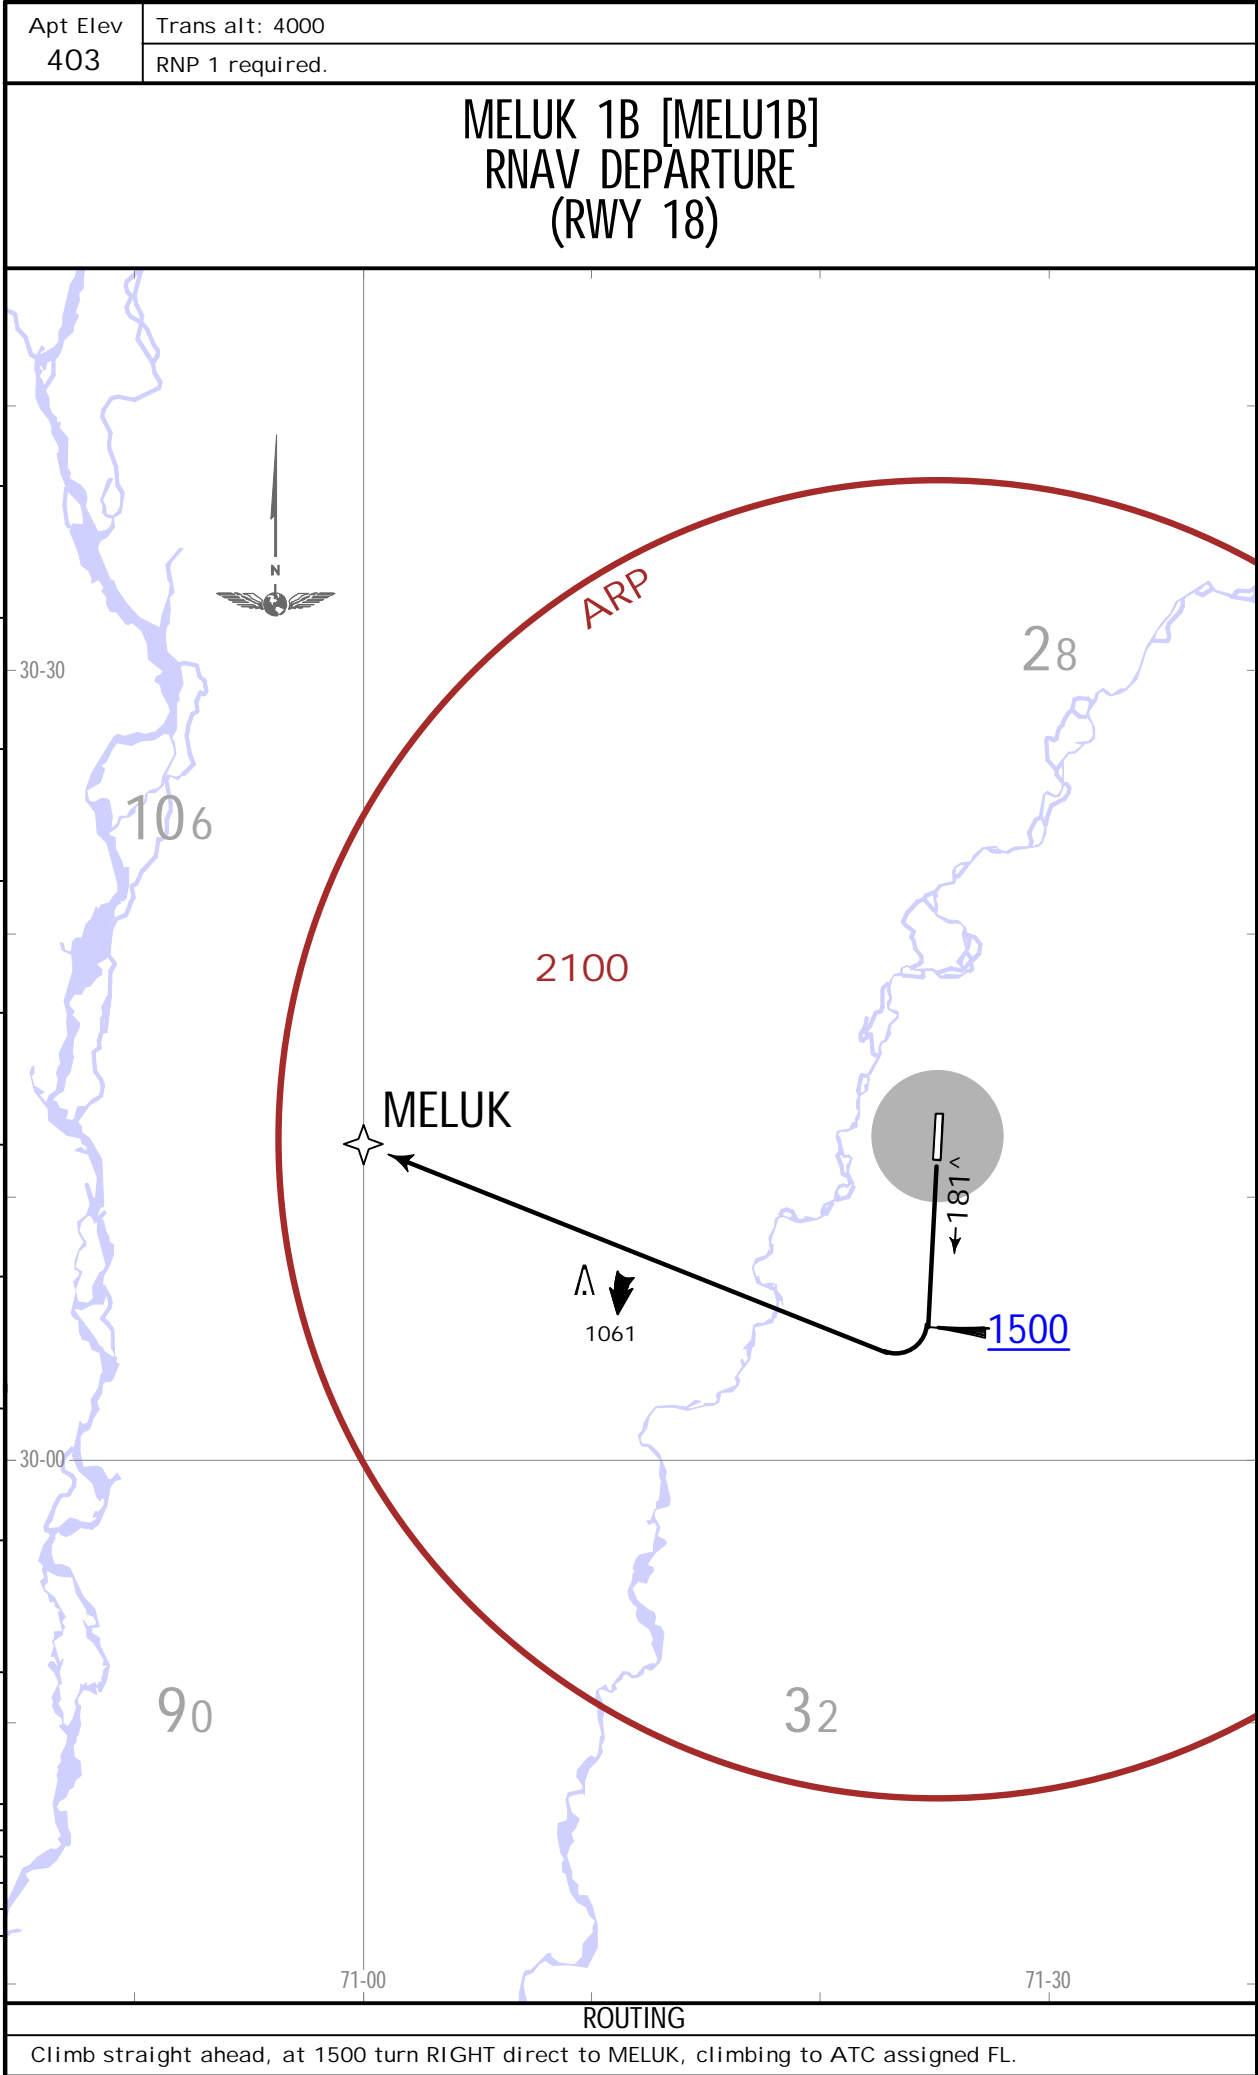 Apt Elev
403
Trans alt: 4000
RNP 1 required.
MELUK 1B [MELU1B]
RNAV DEPARTURE
(RWY 18)
N
ARP
28
30-30
106
2100
MELUK
181^
1061
1500
30-00
90
32
71-00
71-30
ROUTING
Climb straight ahead, at 1500 turn RIGHT direct to MELUK, climbing to ATC assigned FL.